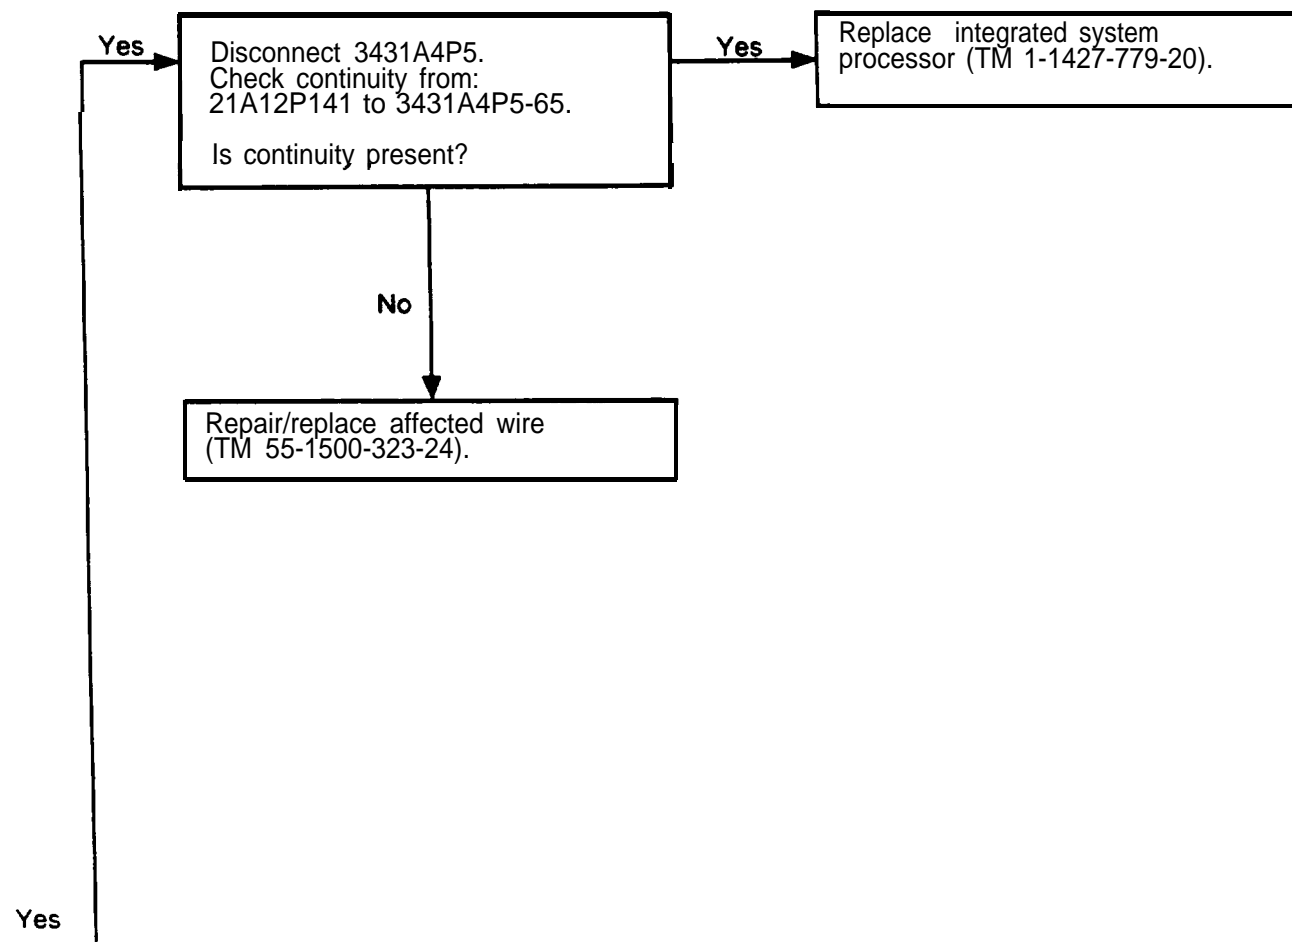 Yes
Disconnect 3431A4P5.
Check continuity from:
21A12P141 to 3431A4P5-65.
Is continuity present?
Yes
Replace integrated system
processor (TM 1-1427-779-20).
No
Repair/replace affected wire
(TM 55-1500-323-24).
Yes